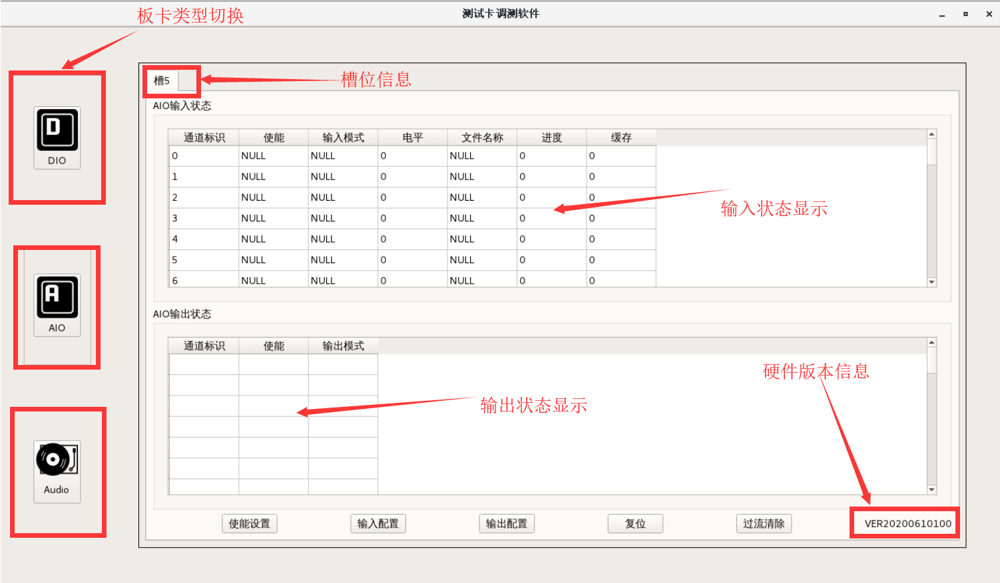 板卡类型切换
测试卡调测软件
槽5
槽位信息
DIO
AIO
Audio
AIO输入状态
通道标识 使能 输入模式 电平 文件名称 进度 缓存
0 NULL NULL 0 NULL 0 0
1 NULL NULL 0 NULL 0 0
2 NULL NULL 0 NULL 0 0
3 NULL NULL 0 NULL 0 0
4 NULL NULL 0 NULL 0 0
5 NULL NULL 0 NULL 0 0
6 NULL NULL 0 NULL 0 0
输入状态显示
AIO输出状态
通道标识 使能 输出模式
硬件版本信息
输出状态显示
使能设置 输入配置 输出配置 复位 过流清除 VER20200610100